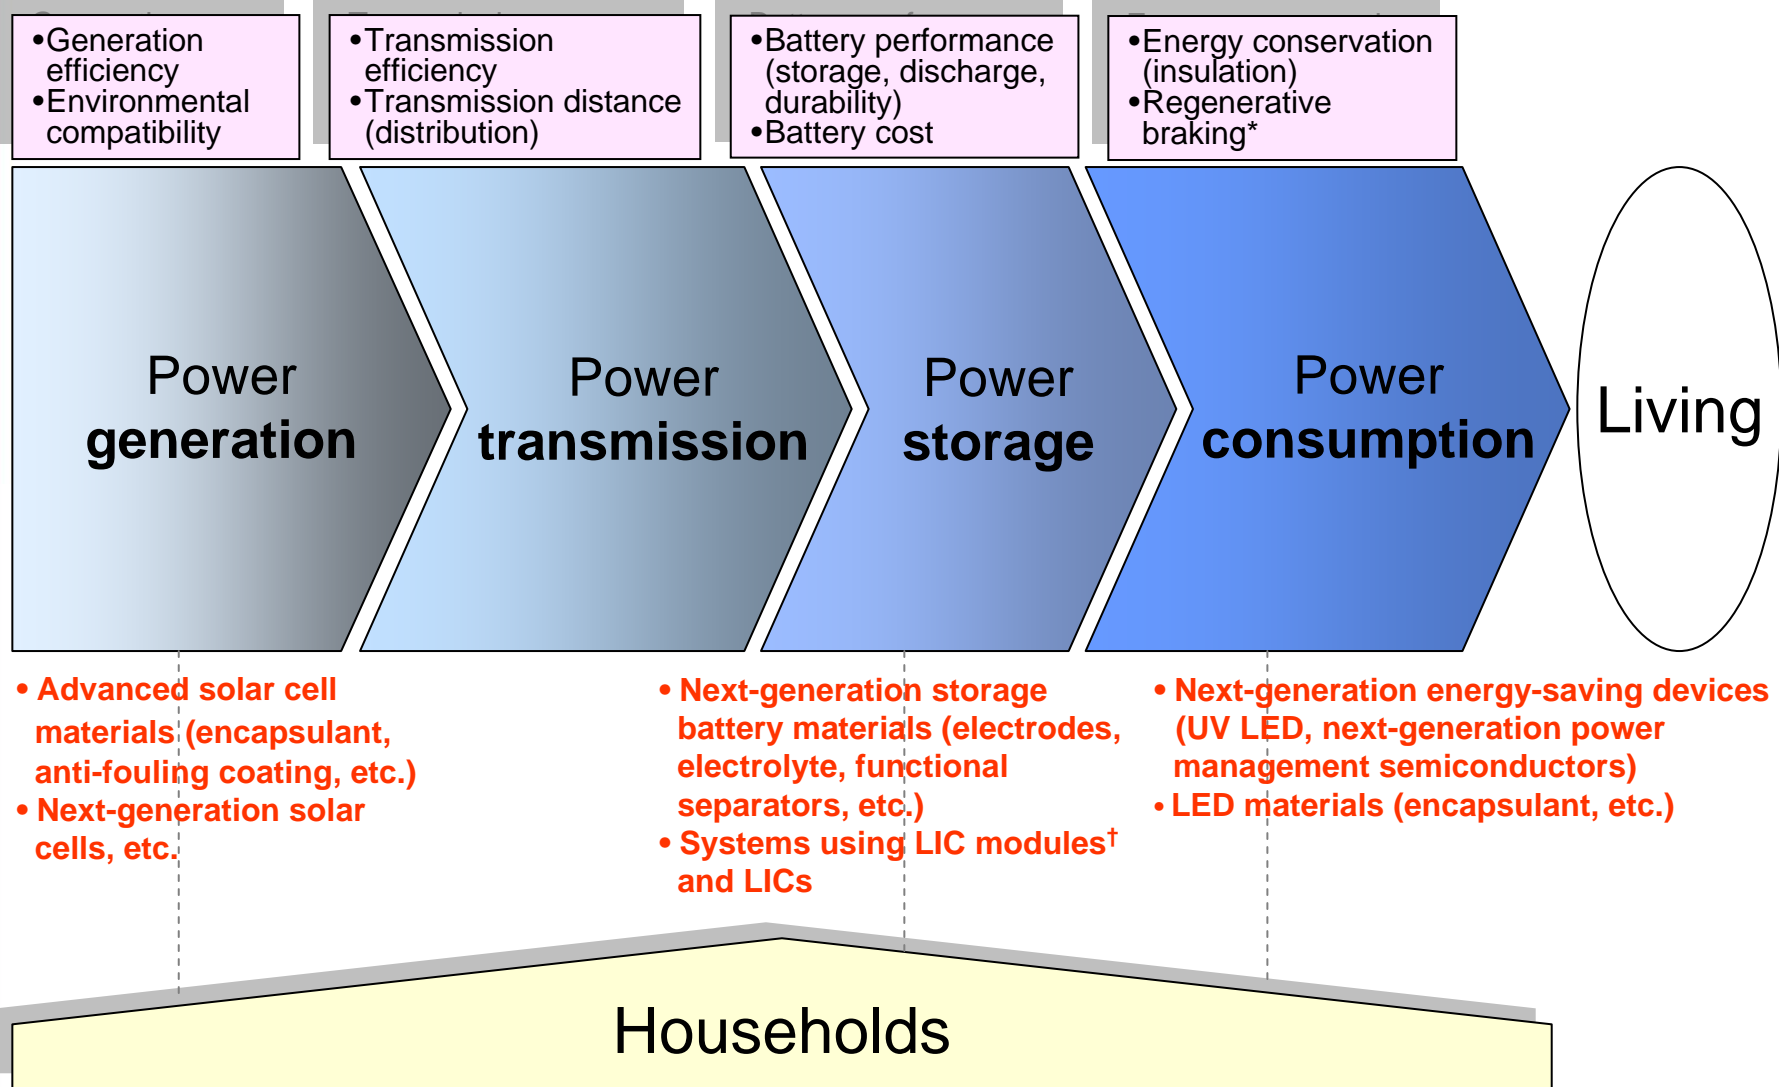 •Generation
efficiency
•Environmental
compatibility
•Transmission
efficiency
•Transmission distance
(distribution)
•Battery performance
(storage, discharge,
durability)
•Battery cost
•Energy conservation
(insulation)
•Regenerative
braking*
Power
generation
Power
transmission
Power
storage
Power
consumption
Living
• Advanced solar cell
materials (encapsulant,
anti-fouling coating, etc.)
• Next-generation solar
cells, etc.
• Next-generation storage
battery materials (electrodes,
electrolyte, functional
separators, etc.)
• Systems using LIC modules†
and LICs
• Next-generation energy-saving devices
(UV LED, next-generation power
management semiconductors)
• LED materials (encapsulant, etc.)
Households